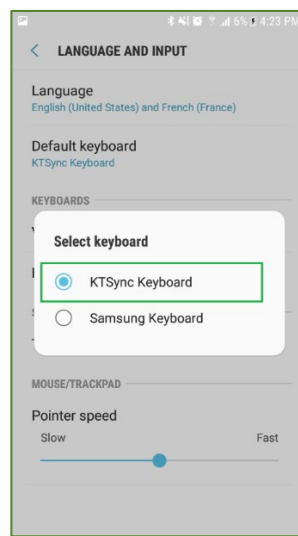 6% 4:23 PM
LANGUAGE AND INPUT
Language
English (United States) and French (France)
Default keyboard
KTSync Keyboard
KEYBOARDS
Select keyboard
KTSync Keyboard
Samsung Keyboard
MOUSE/TRACKPAD
Pointer speed
Slow Fast